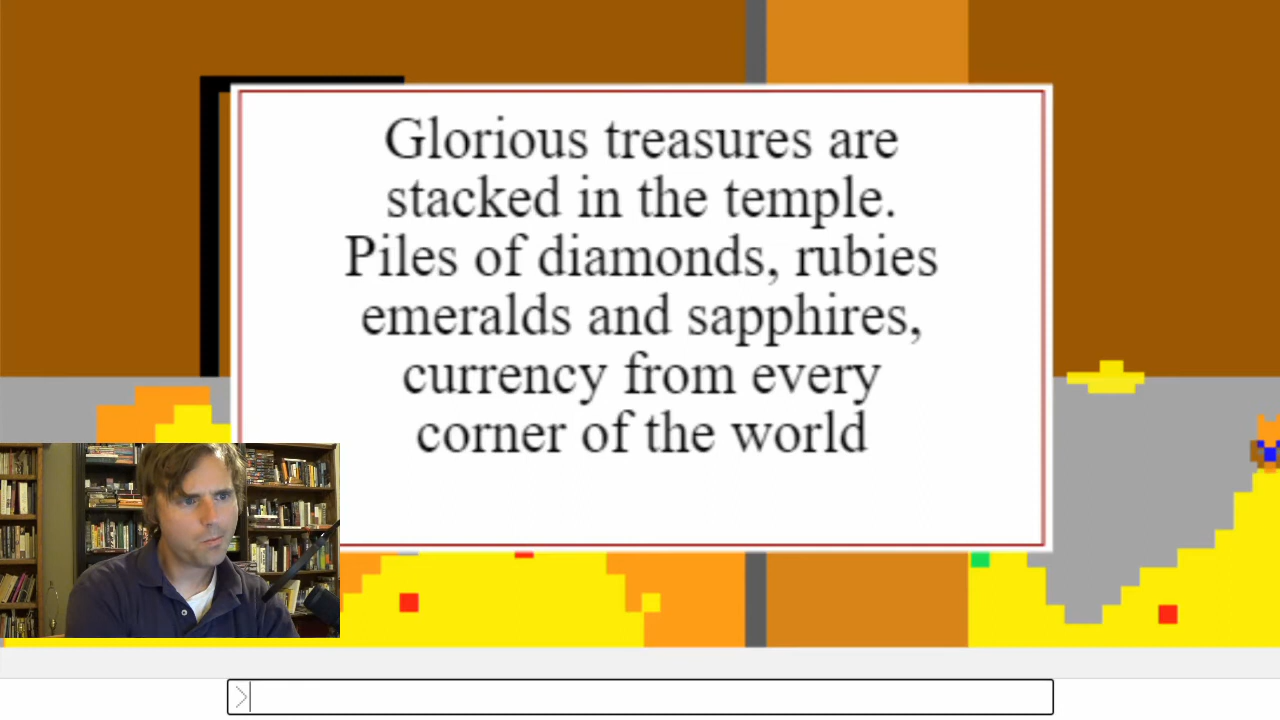 Glorious treasures are
stacked in the temple.
Piles of diamonds, rubies
emeralds and sapphires,
currency from every
corner of the world
>